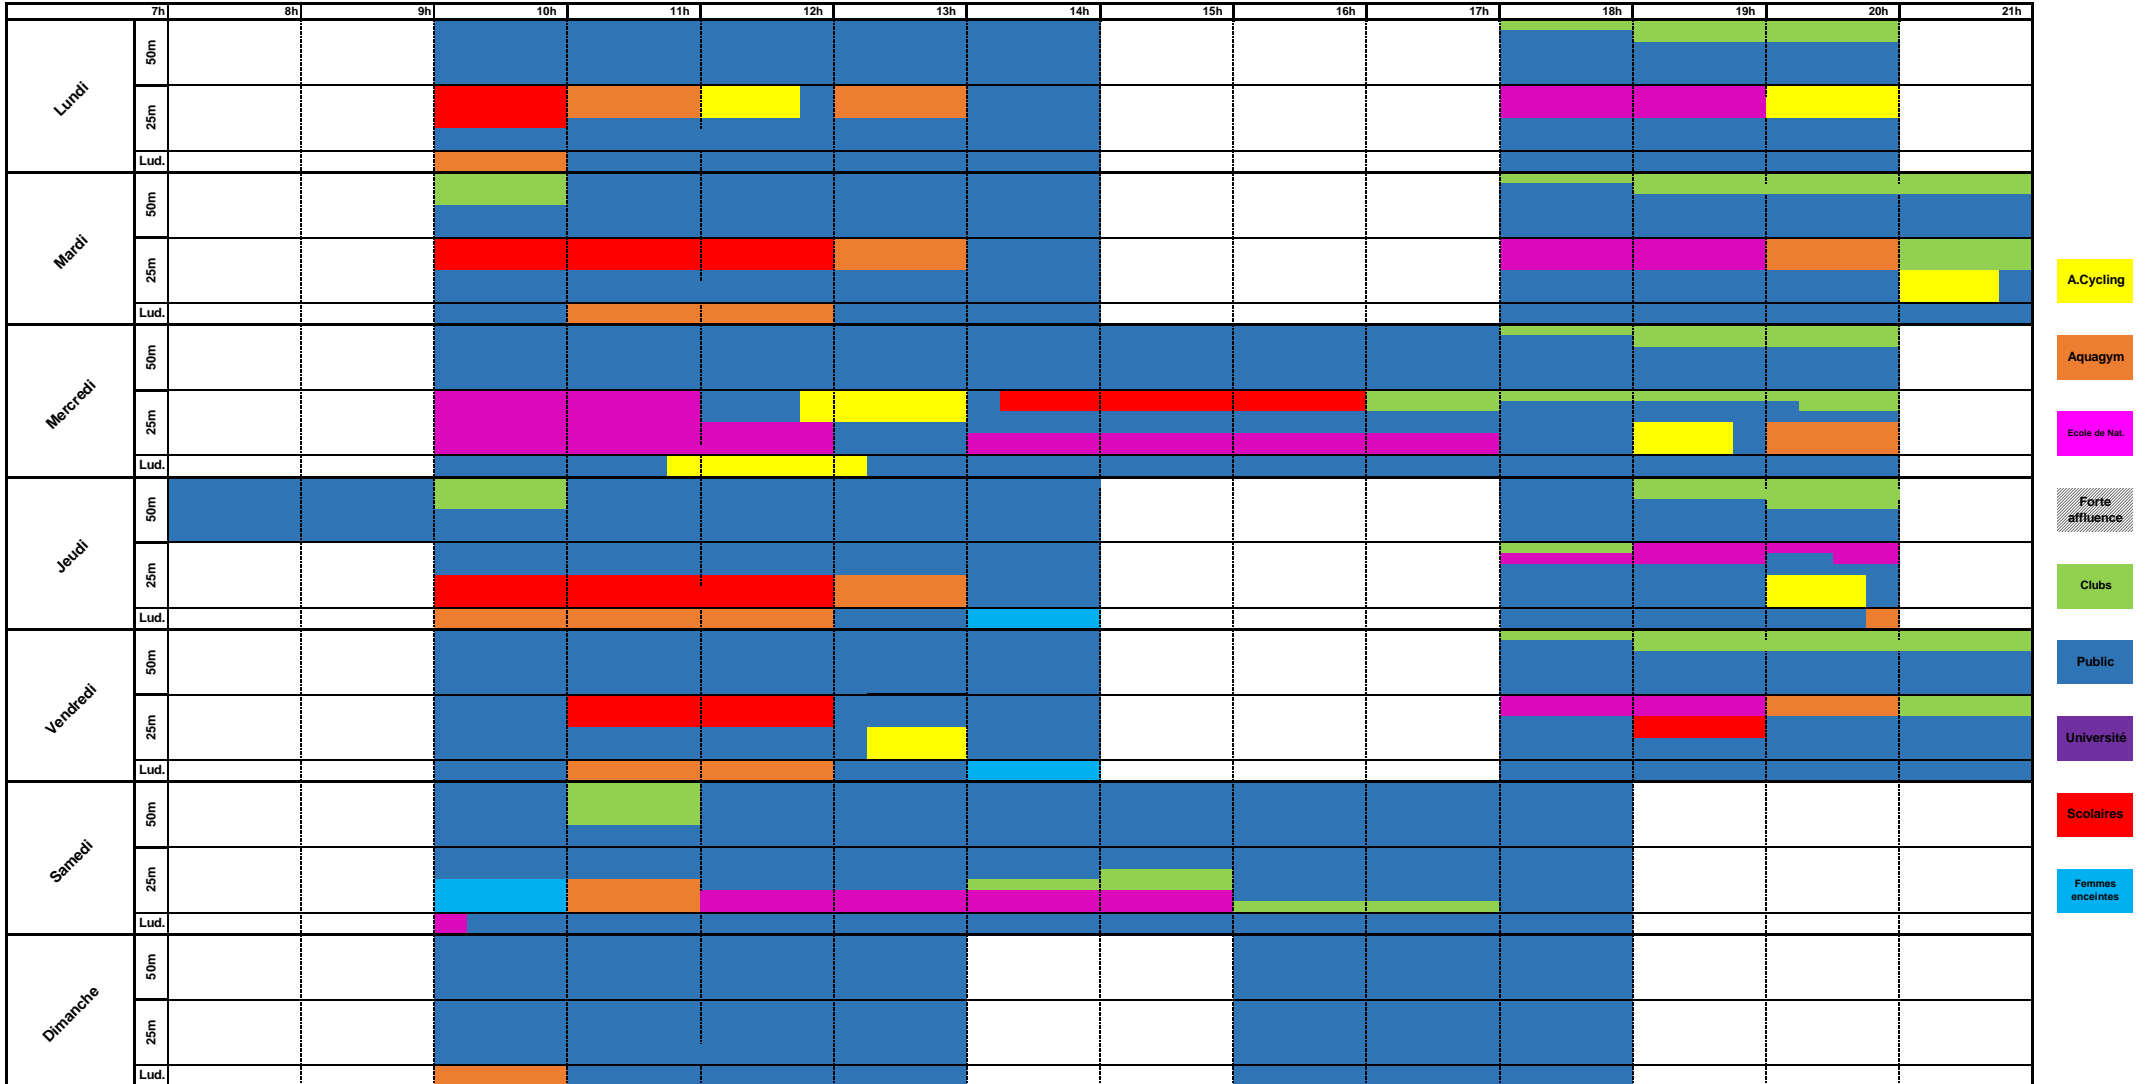 7h 8h 9h 10h 11h 12h 13h 14h 15h 16h 17h 18h 19h 20h 21h
Lundi
50m
25m
Lud.
Mardi
50m
25m
Lud.
Mercredi
50m
25m
Lud.
Jeudi
50m
25m
Lud.
Vendredi
50m
25m
Lud.
Samedi
50m
25m
Lud.
Dimanche
50m
25m
Lud.
A.Cycling
Aquagym
Ecole de Nat.
Forte
affluence
Clubs
Public
Université
Scolaires
Femmes
enceintes